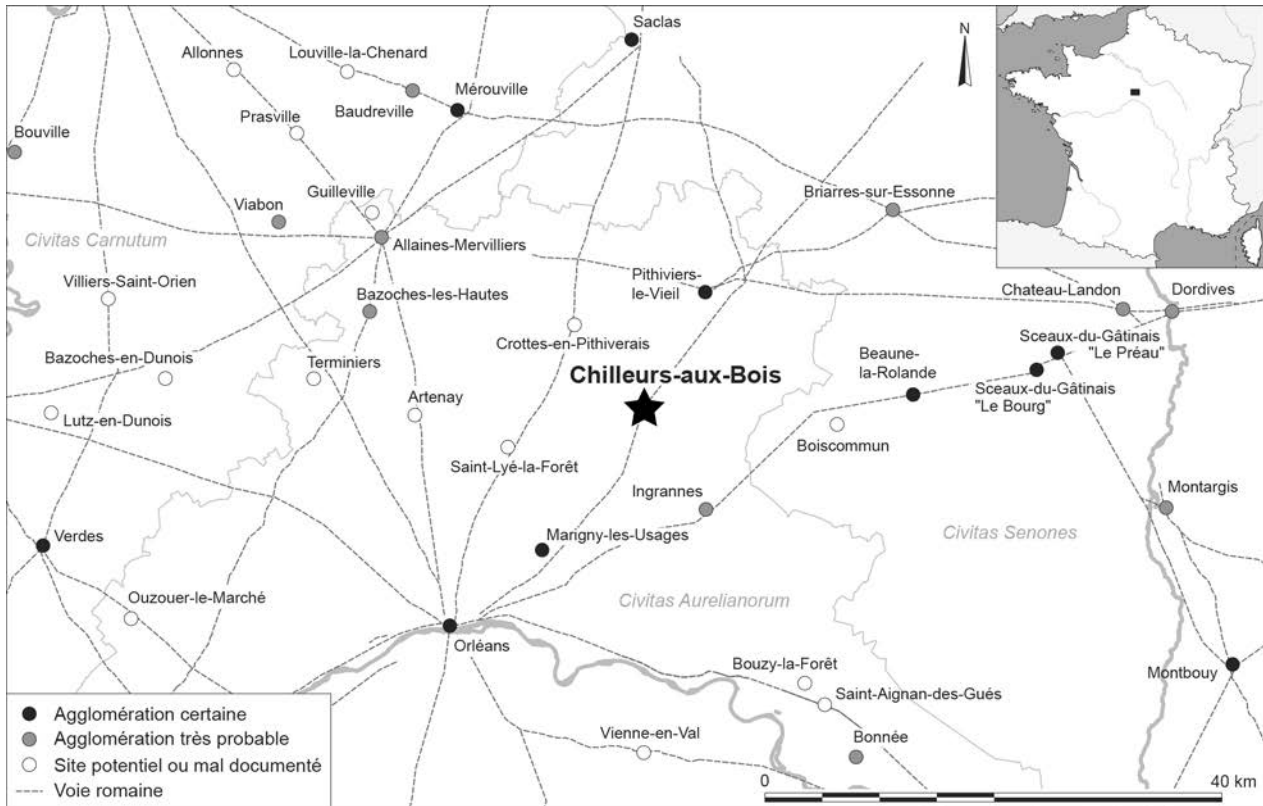 Saclas
N
Allonnes
Louville-la-Chenard
Mérouville
Baudreville
Prasville
Bouville
Guilleville
Viabon
Briarres-sur-Essonne
Civitas Carnutum
Allaines-Mervilliers
Villiers-Saint-Orien
Pithiviers-
le-Vieil
Bazoches-les-Hautes
Chateau-Landon
Dordives
Crottes-en-Pithiverais
Sceaux-du-Gâtinais
"Le Préau"
Bazoches-en-Dunois
Terminiers
Beaune-
la-Rolande
Chilleurs-aux-Bois
Sceaux-du-Gâtinais
"Le Bourg"
Artenay
Lutz-en-Dunois
Boiscommun
Saint-Lyé-la-Forêt
Ingrannes
Montargis
Verdes
Marigny-les-Usages
Civitas Senones
Ouzouer-le-Marché
Civitas Aurelianorum
Orléans
Bouzy-la-Forêt
Montbouy
Saint-Aignan-des-Gués
Vienne-en-Val
Bonnée
Agglomération certaine
Agglomération très probable
Site potentiel ou mal documenté
Voie romaine
0
40 km